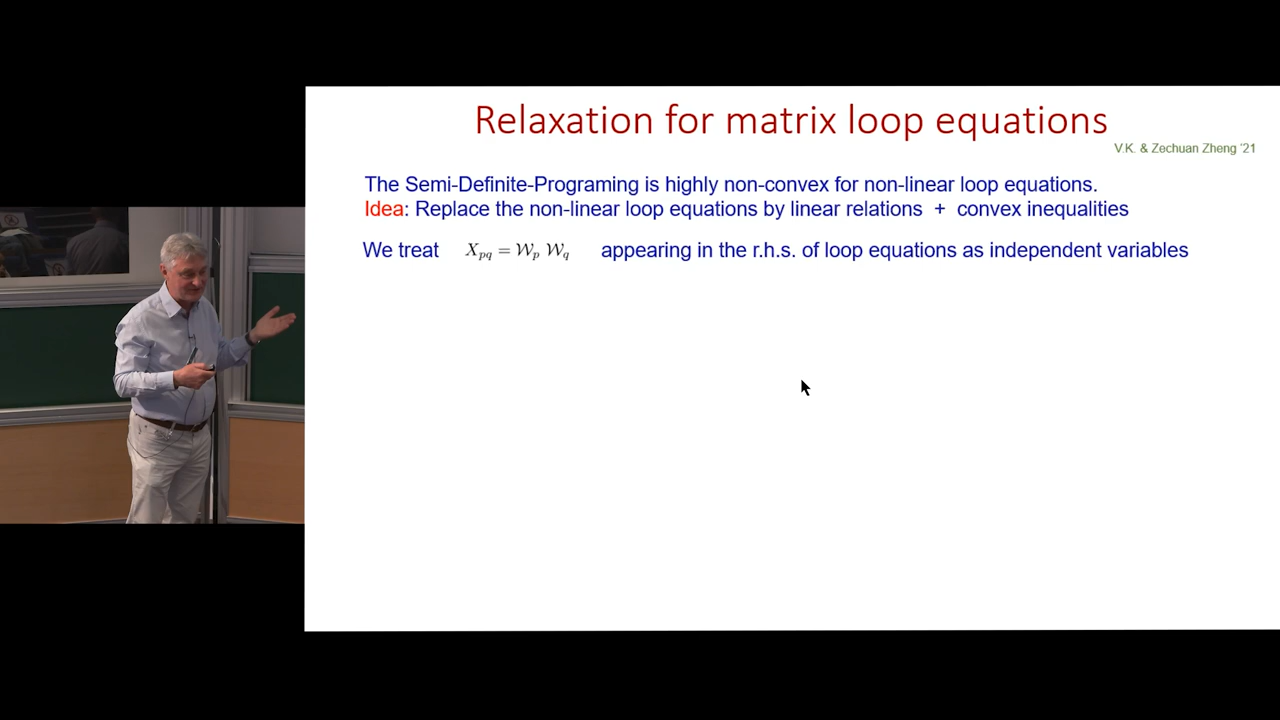 Relaxation for matrix loop equations
V.K. & Zechuan Zheng '21
The Semi-Definite-Programing is highly non-convex for non-linear loop equations.
Idea: Replace the non-linear loop equations by linear relations + convex inequalities
We treat X_{pq} = 𝒲_p 𝒲_q appearing in the r.h.s. of loop equations as independent variables